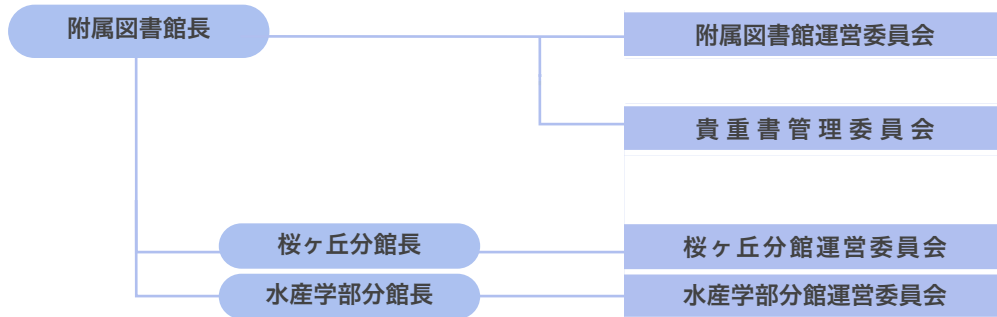 附属図書館長
附属図書館運営委員会
貴重書管理委員会
桜ヶ丘分館長
桜ヶ丘分館運営委員会
水産学部分館長
水産学部分館運営委員会